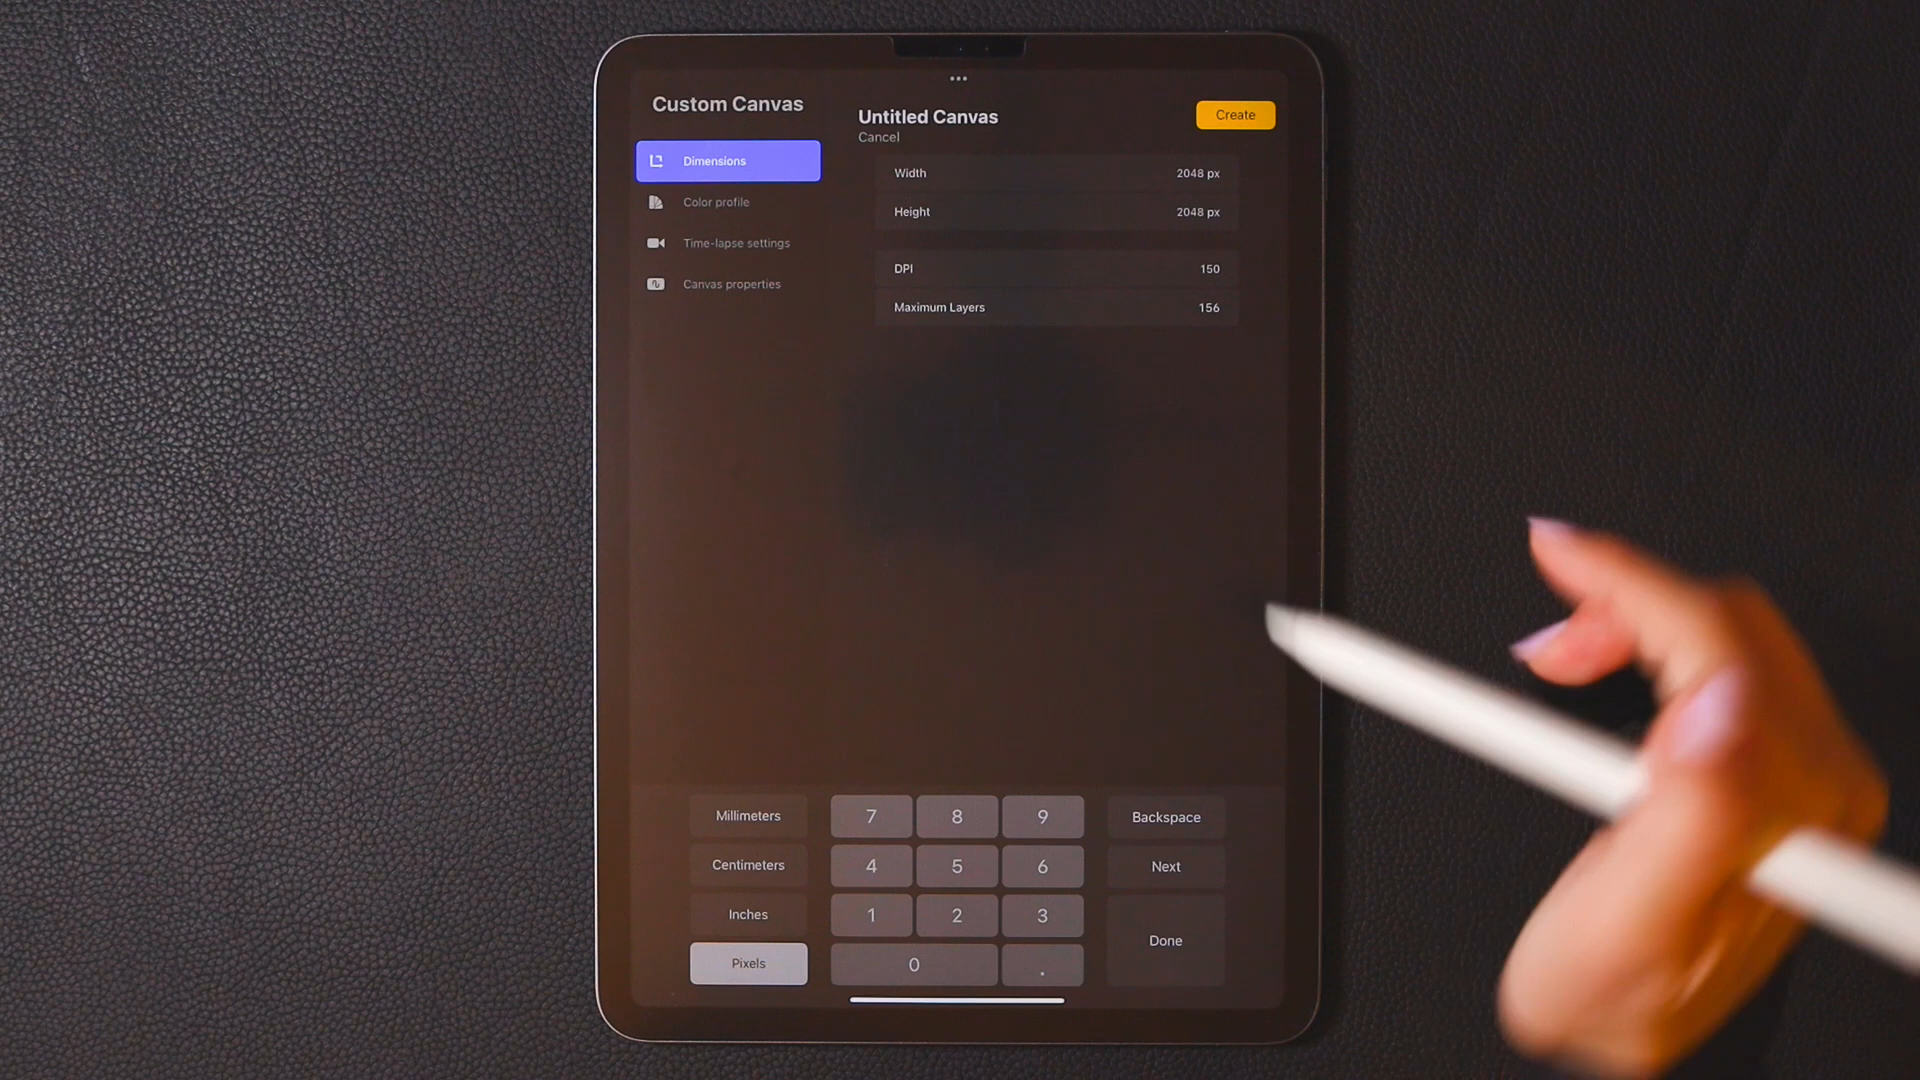 Custom Canvas
Dimensions
Color profile
Time-lapse settings
Canvas properties
Untitled Canvas
Cancel
Create
Width 2048 px
Height 2048 px
DPI 150
Maximum Layers 156
Millimeters 7 8 9 Backspace
Centimeters 4 5 6 Next
Inches 1 2 3
Done
Pixels 0 .